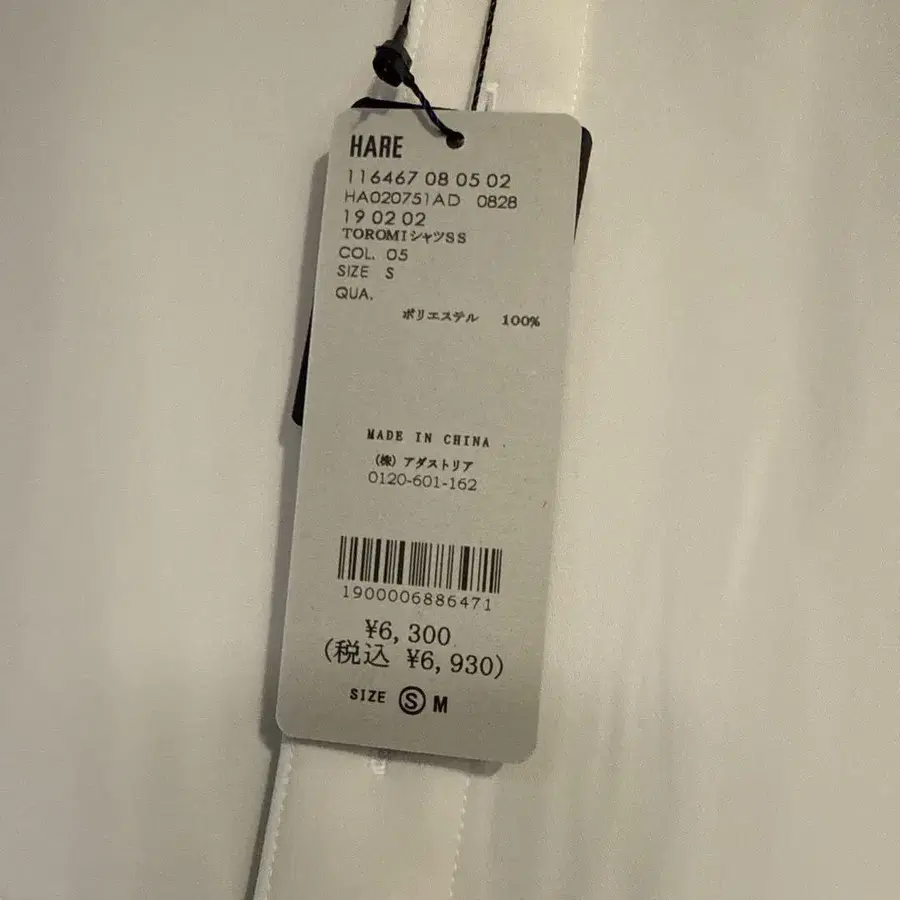 HARE
116467 08 05 02
HA020751AD 0828
19 02 02
TOROMIシャツSS
COL. 05
SIZE S
QUA.
ポリエステル 100%
MADE IN CHINA .
(株) アダストリア
0120-601-162
1900006886471
¥6,300
(税込 ¥6,930)
SIZE Ⓢ M